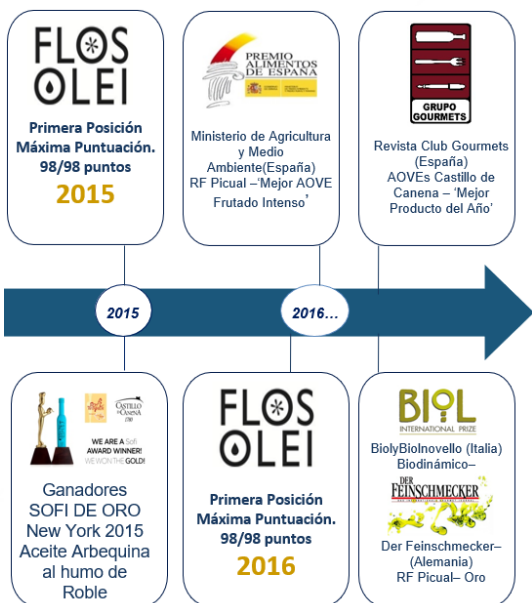 FLOS
OLEI
Primera Posición
Máxima Puntuación.
98/98 puntos
2015
PREMIO
ALIMENTOS
DE ESPAÑA
Ministerio de Agricultura
y Medio
Ambiente(España)
RF Picual –‘Mejor AOVE
Frutado Intenso’
GRUPO
GOURMETS
Revista Club Gourmets
(España)
AOVEs Castillo de
Canena – ‘Mejor
Producto del Año’
2015
2016...
CASTILLO
DE CANENA
WE ARE A Sofi
AWARD WINNER!
WE WON THE GOLD!
Ganadores
SOFI DE ORO
New York 2015
Aceite Arbequina
al humo de
Roble
FLOS
OLEI
Primera Posición
Máxima Puntuación.
98/98 puntos
2016
BIOL
INTERNATIONAL PRIZE
BiolyBiolnovello (Italia)
Biodinámico–
DER
FEINSCHMECKER
Der Feinschmecker–
(Alemania)
RF Picual– Oro